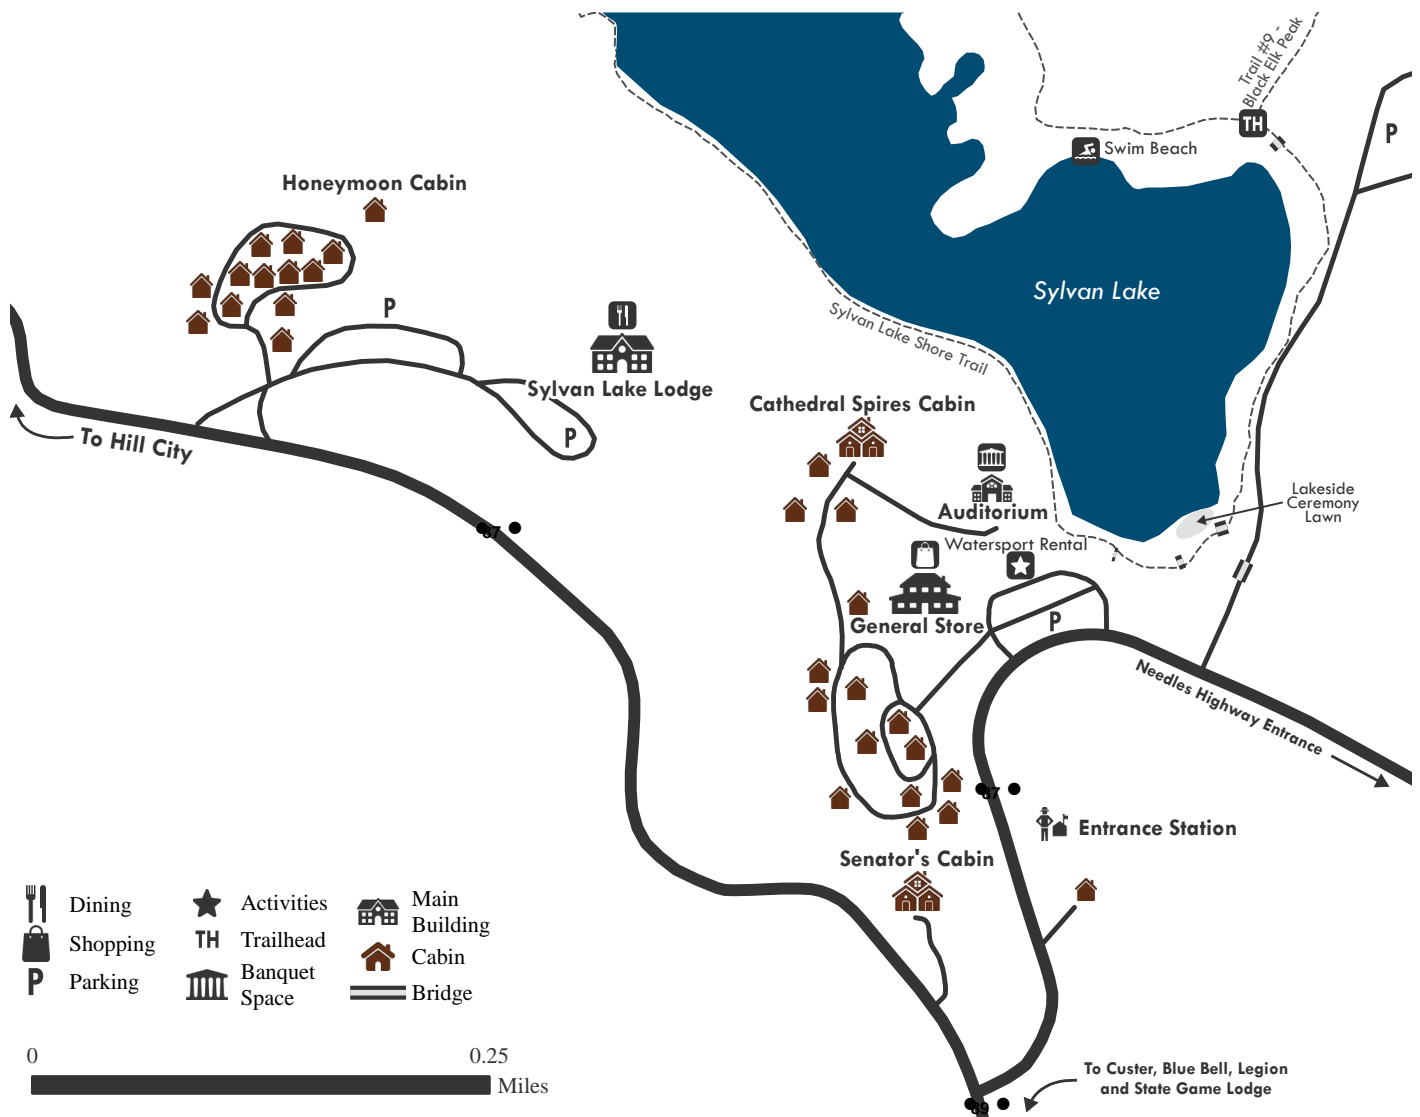 Trail #9 -
Black Elk Peak
TH
P
Swim Beach
Honeymoon Cabin
Sylvan Lake
P
Sylvan Lake Shore Trail
Sylvan Lake Lodge
Cathedral Spires Cabin
P
To Hill City
Lakeside
Ceremony
Lawn
Auditorium
87
Watersport Rental
General Store
P
Needles Highway Entrance
87
Entrance Station
Senator's Cabin
Dining
Shopping
P
Parking
Activities
TH
Trailhead
Banquet
Space
Main
Building
Cabin
Bridge
0
0.25
Miles
To Custer, Blue Bell, Legion
and State Game Lodge
89